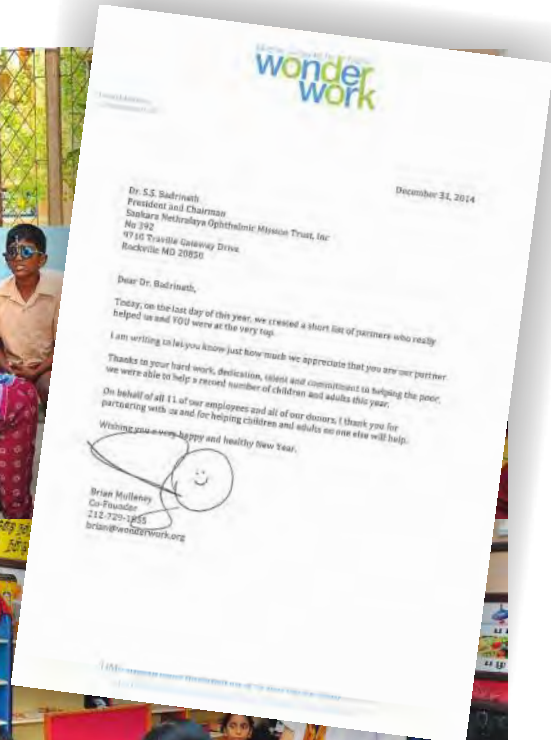 wonder
work
December 31, 2014
Dr. S.S. Badrinath
President and Chairman
Sankara Nethralaya Ophthalmic Mission Trust, Inc
No 392
9710 Traville Gateway Drive
Rockville MD 20850
Dear Dr. Badrinath,
Today, on the last day of this year, we created a short list of partners who really
helped us and YOU were at the very top.
I am writing to let you know just how much we appreciate that you are our partner.
Thanks to your hard work, dedication, talent and commitment to helping the poor,
we were able to help a record number of children and adults this year.
On behalf of all 11 of our employees and all of our donors, I thank you for
partnering with us and for helping children and adults no one else will help.
Wishing you a very happy and healthy New Year.
Brian Mullaney
Co-Founder
212-729-1855
brian@wonderwork.org